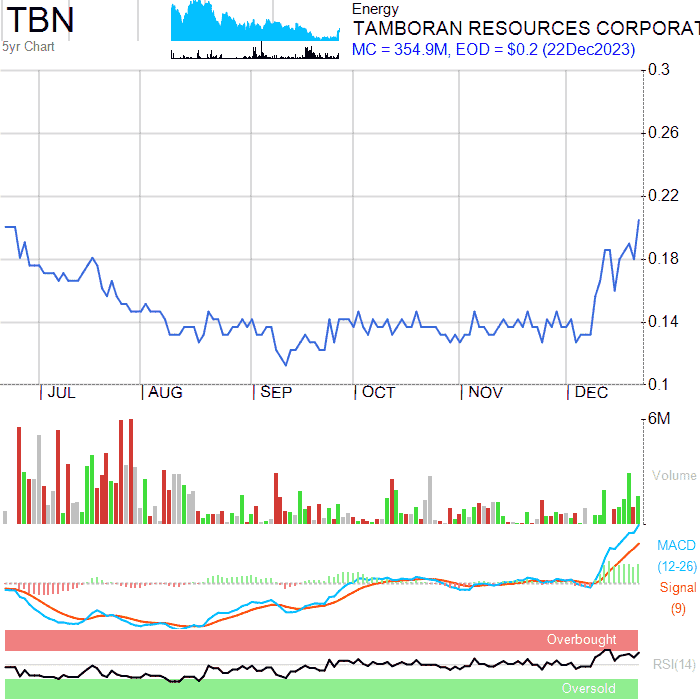 TBN
5yr Chart
Energy
TAMBORAN RESOURCES CORPORAT
MC = 354.9M, EOD = $0.2 (22Dec2023)
0.3
0.26
0.22
0.18
0.14
0.1
JUL AUG SEP OCT NOV DEC
6M
Volume
MACD
(12-26)
Signal
(9)
Overbought
RSI(14)
Oversold